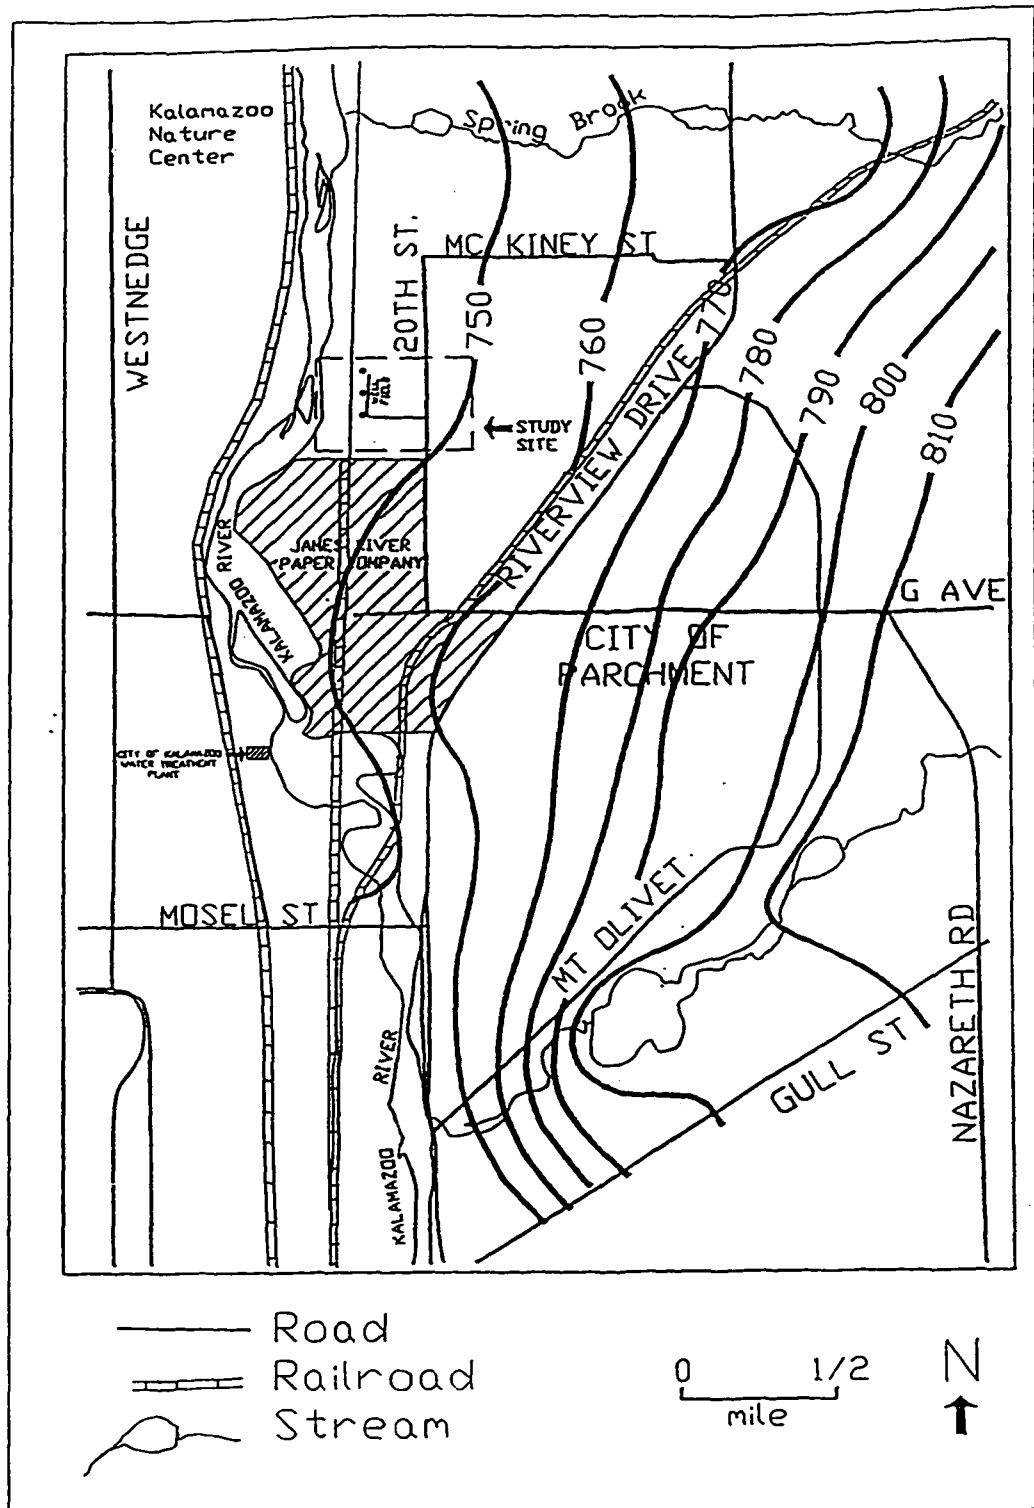 Kalamazoo
Nature
Center
Spring Brook
WESTNEDGE
20TH ST.
MC KINEY ST
750
760
770
780
790
800
810
WELL
FIELD
STUDY
SITE
RIVERVIEW DRIVE
JAMES RIVER
PAPER COMPANY
KALAMAZOO RIVER
G AVE
CITY OF
PARCHMENT
CITY OF KALAMAZOO
WATER TREATMENT
PLANT
MOSEL ST
MT OLIVET
GULL ST
NAZARETH RD
KALAMAZOO RIVER
Road
Railroad
Stream
0 1/2
mile
N